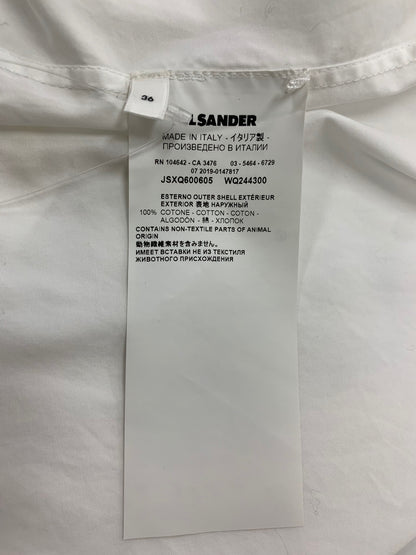 36
L SANDER
MADE IN ITALY - イタリア製 -
ПРОИЗВЕДЕНО В ИТАЛИИ
RN 104642 - CA 3476 03 - 5464 - 6729
07 2019-0147817
JSXQ600605 WQ244300
ESTERNO OUTER SHELL EXTÉRIEUR
EXTERIOR 表地 НАРУЖНЫЙ
100% COTONE - COTTON - COTON -
ALGODÓN - 綿 - ХЛОПОК
CONTAINS NON-TEXTILE PARTS OF ANIMAL
ORIGIN
動物繊維素材を含みません。
ИМЕЕТ ВСТАВКИ НЕ ИЗ ТЕКСТИЛЯ
ЖИВОТНОГО ПРОИСХОЖДЕНИЯ